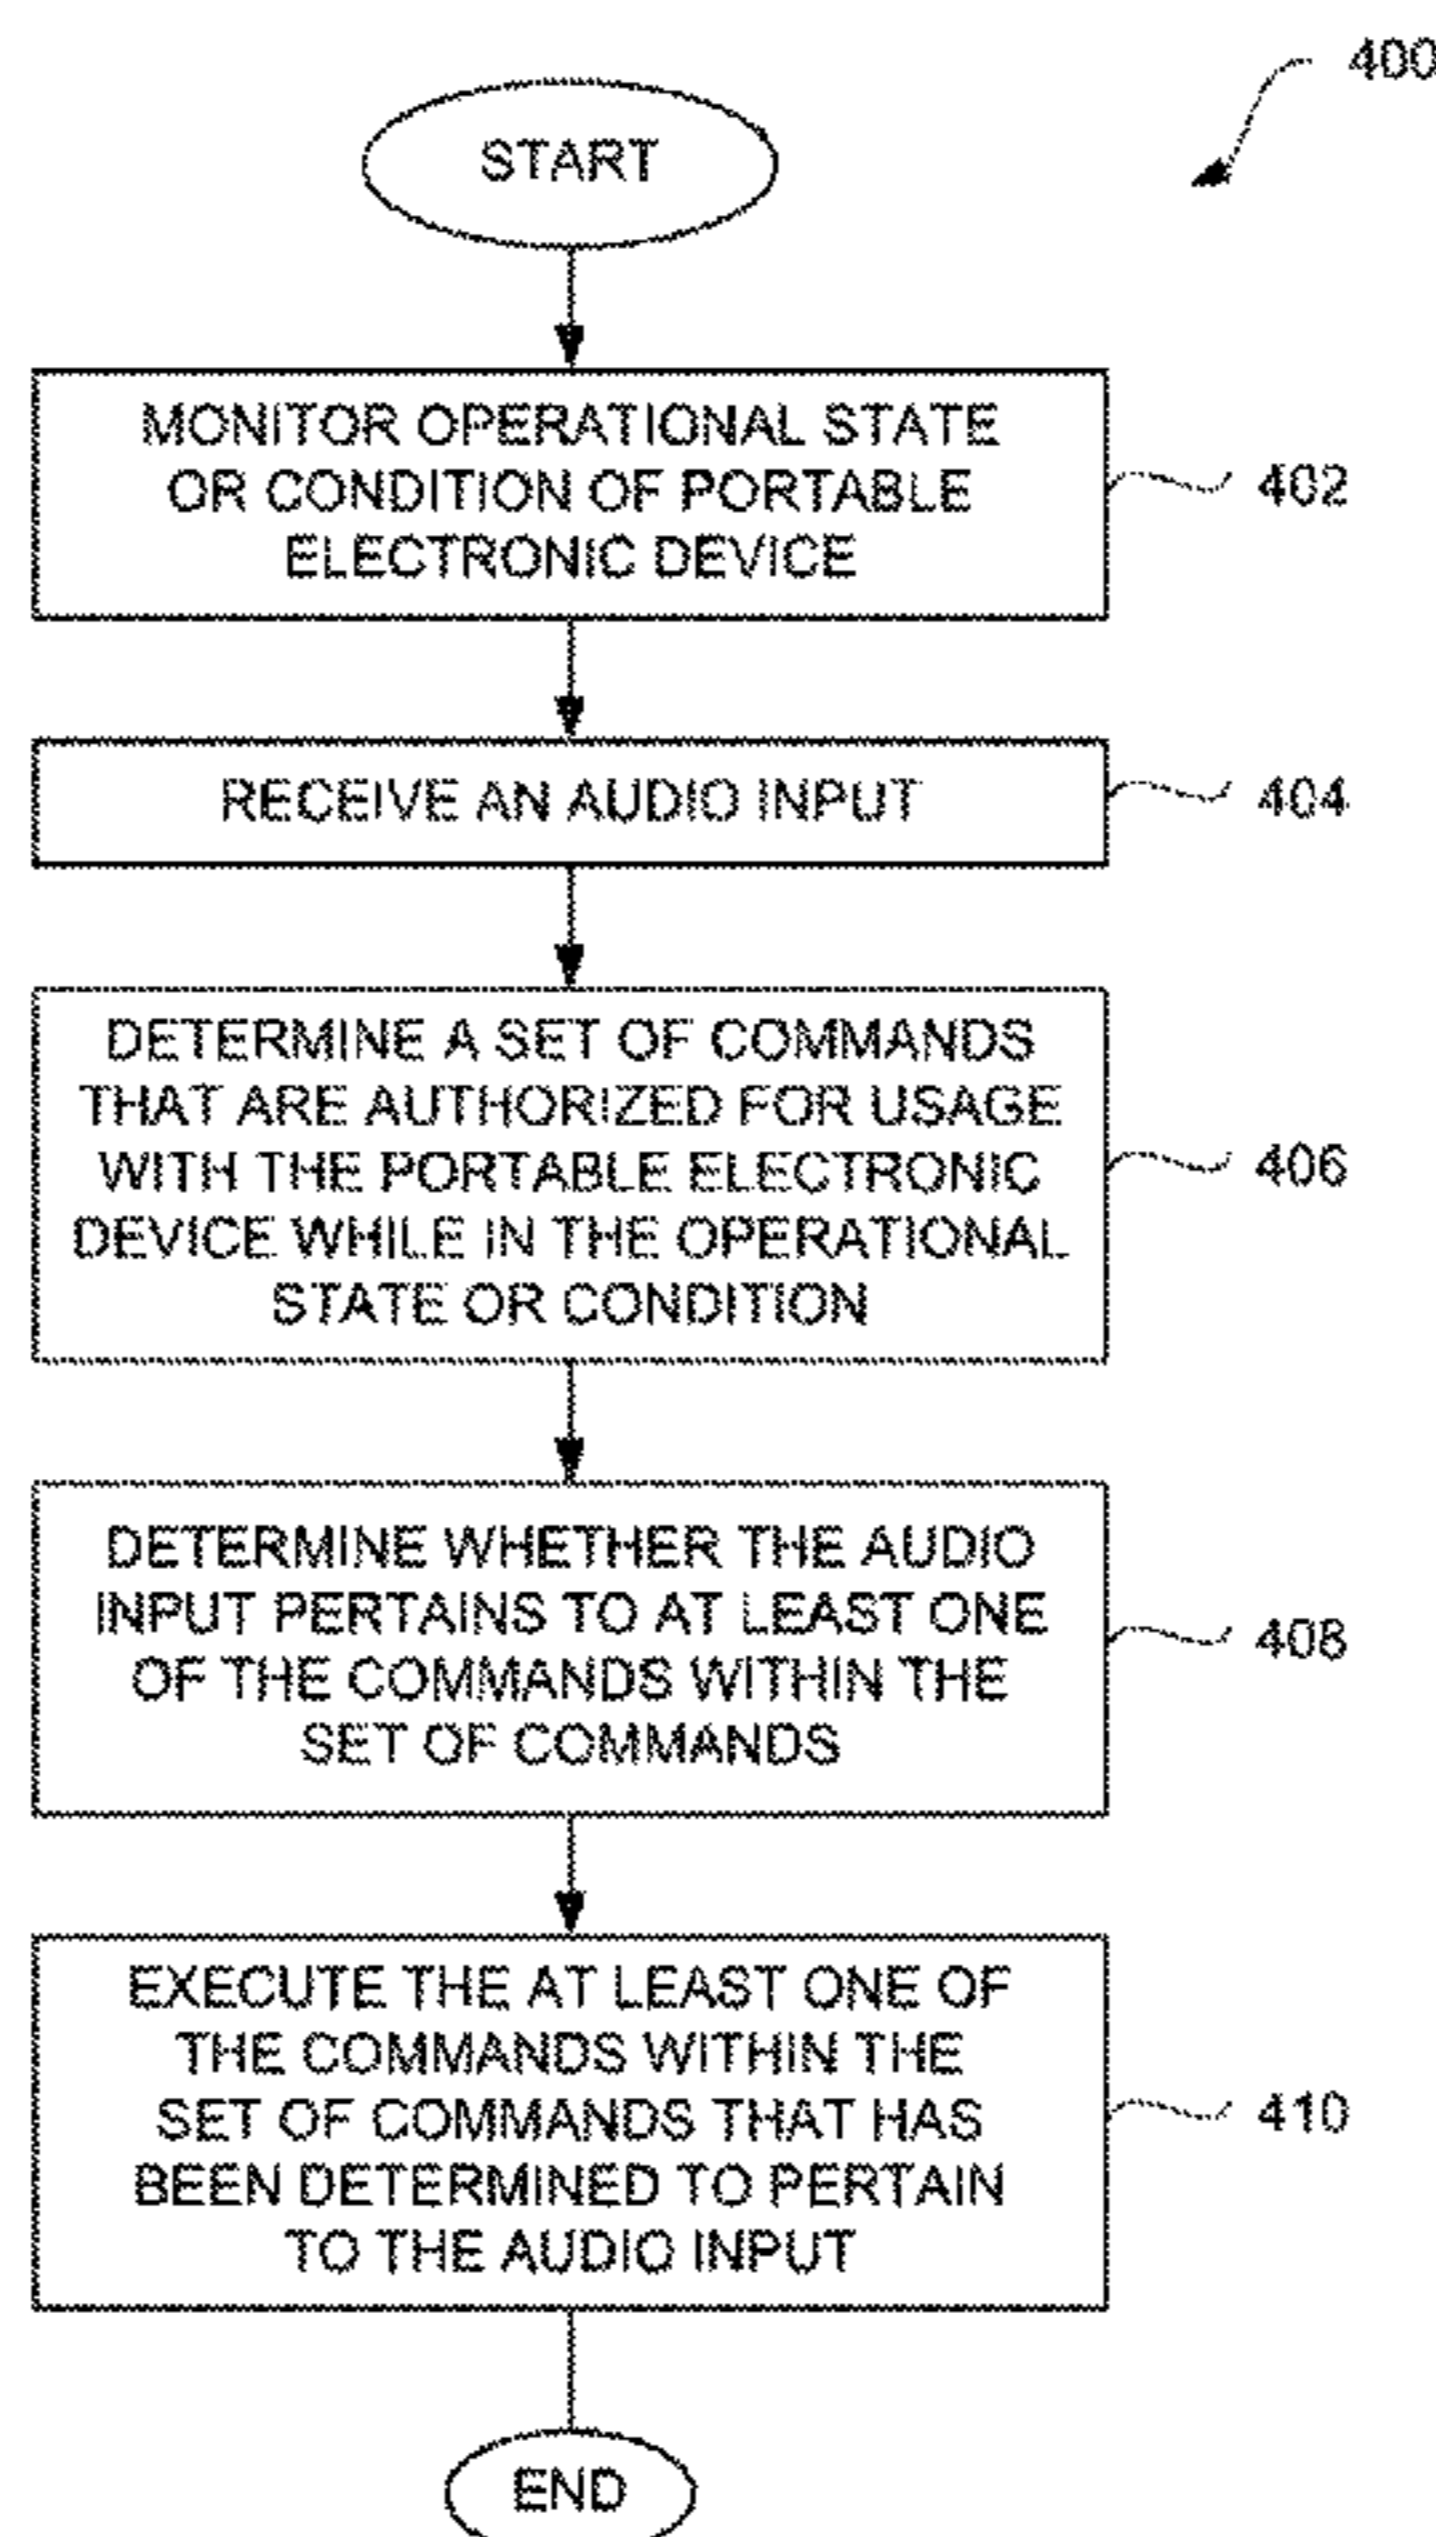 400
START
MONITOR OPERATIONAL STATE
OR CONDITION OF PORTABLE
ELECTRONIC DEVICE
402
RECEIVE AN AUDIO INPUT
404
DETERMINE A SET OF COMMANDS
THAT ARE AUTHORIZED FOR USAGE
WITH THE PORTABLE ELECTRONIC
DEVICE WHILE IN THE OPERATIONAL
STATE OR CONDITION
406
DETERMINE WHETHER THE AUDIO
INPUT PERTAINS TO AT LEAST ONE
OF THE COMMANDS WITHIN THE
SET OF COMMANDS
408
EXECUTE THE AT LEAST ONE OF
THE COMMANDS WITHIN THE
SET OF COMMANDS THAT HAS
BEEN DETERMINED TO PERTAIN
TO THE AUDIO INPUT
410
END